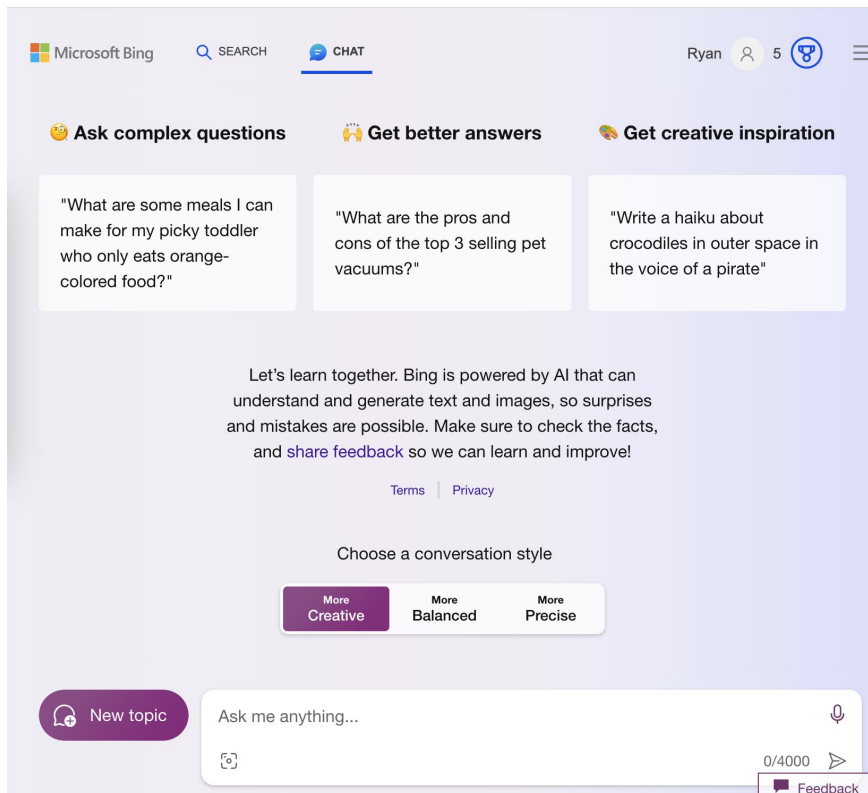 Microsoft Bing
SEARCH
CHAT
Ryan
5
🧐 Ask complex questions
"What are some meals I can
make for my picky toddler
who only eats orange-
colored food?"
🙌 Get better answers
"What are the pros and
cons of the top 3 selling pet
vacuums?"
🎨 Get creative inspiration
"Write a haiku about
crocodiles in outer space in
the voice of a pirate"
Let’s learn together. Bing is powered by AI that can
understand and generate text and images, so surprises
and mistakes are possible. Make sure to check the facts,
and share feedback so we can learn and improve!
Terms
Privacy
Choose a conversation style
More
Creative
More
Balanced
More
Precise
New topic
Ask me anything...
0/4000
Feedback